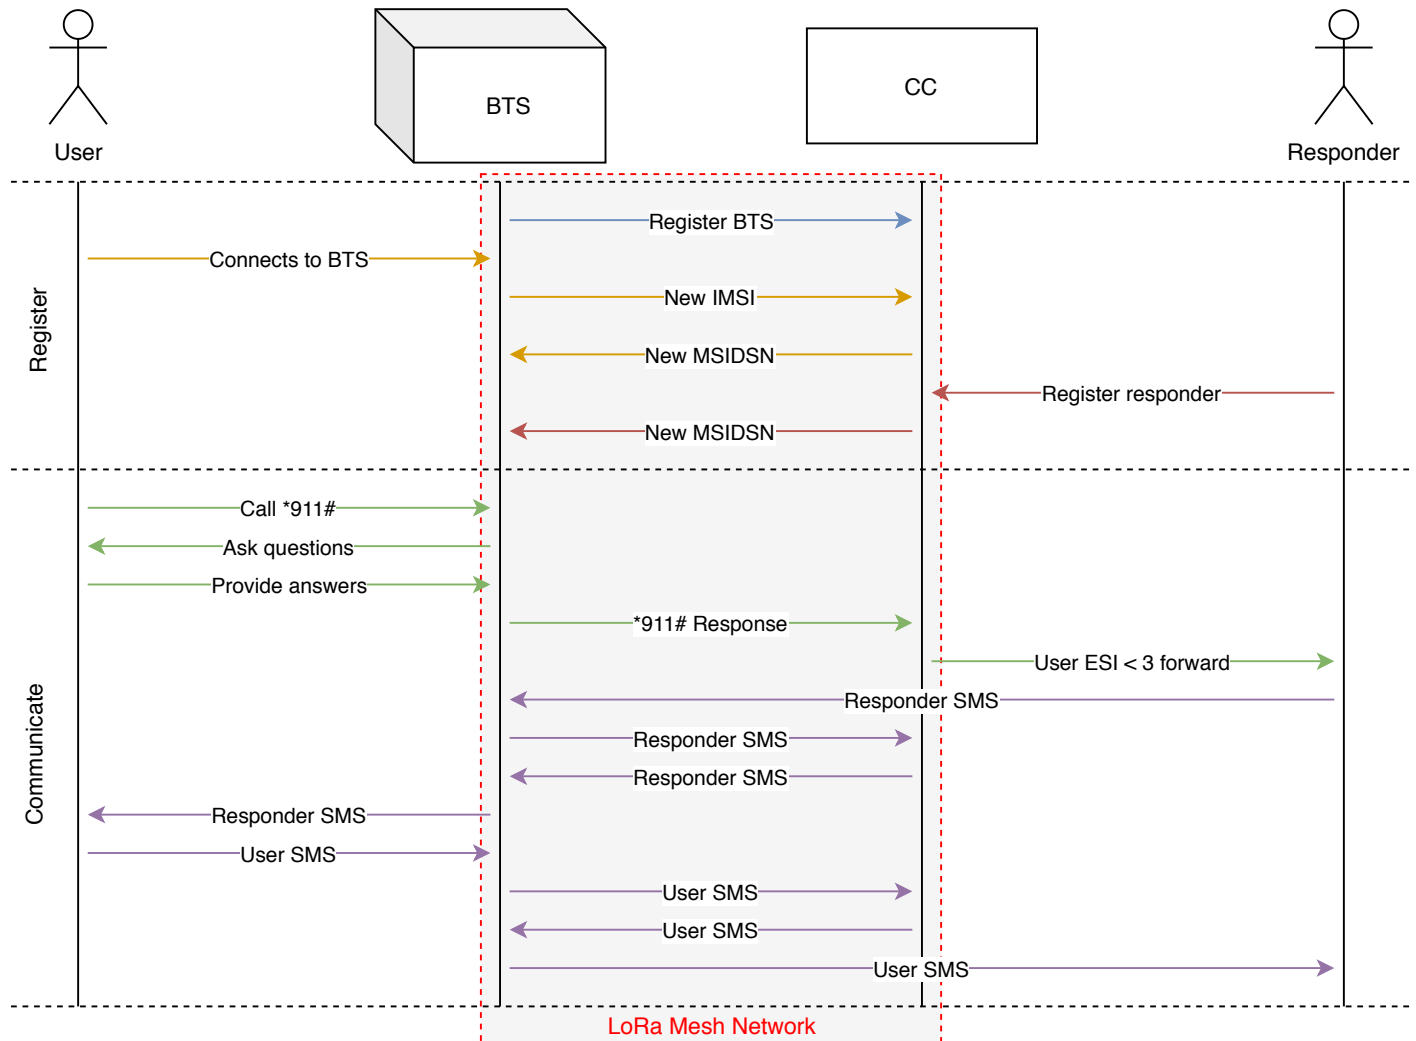 User
BTS
CC
Responder
Register
Register BTS
Connects to BTS
New IMSI
New MSIDSN
Register responder
New MSIDSN
Communicate
Call *911#
Ask questions
Provide answers
*911# Response
User ESI < 3 forward
Responder SMS
Responder SMS
Responder SMS
Responder SMS
User SMS
User SMS
User SMS
User SMS
LoRa Mesh Network